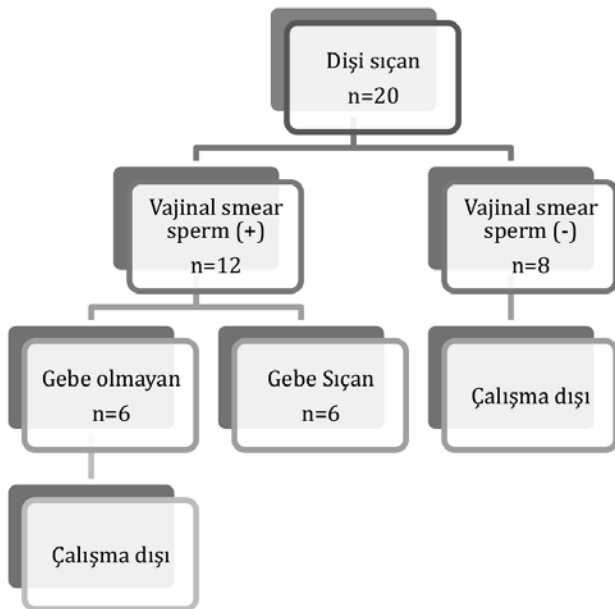 Dişi sıçan
n=20
Vajinal smear
sperm (+)
n=12
Vajinal smear
sperm (-)
n=8
Gebe olmayan
n=6
Gebe Sıçan
n=6
Çalışma dışı
Çalışma dışı